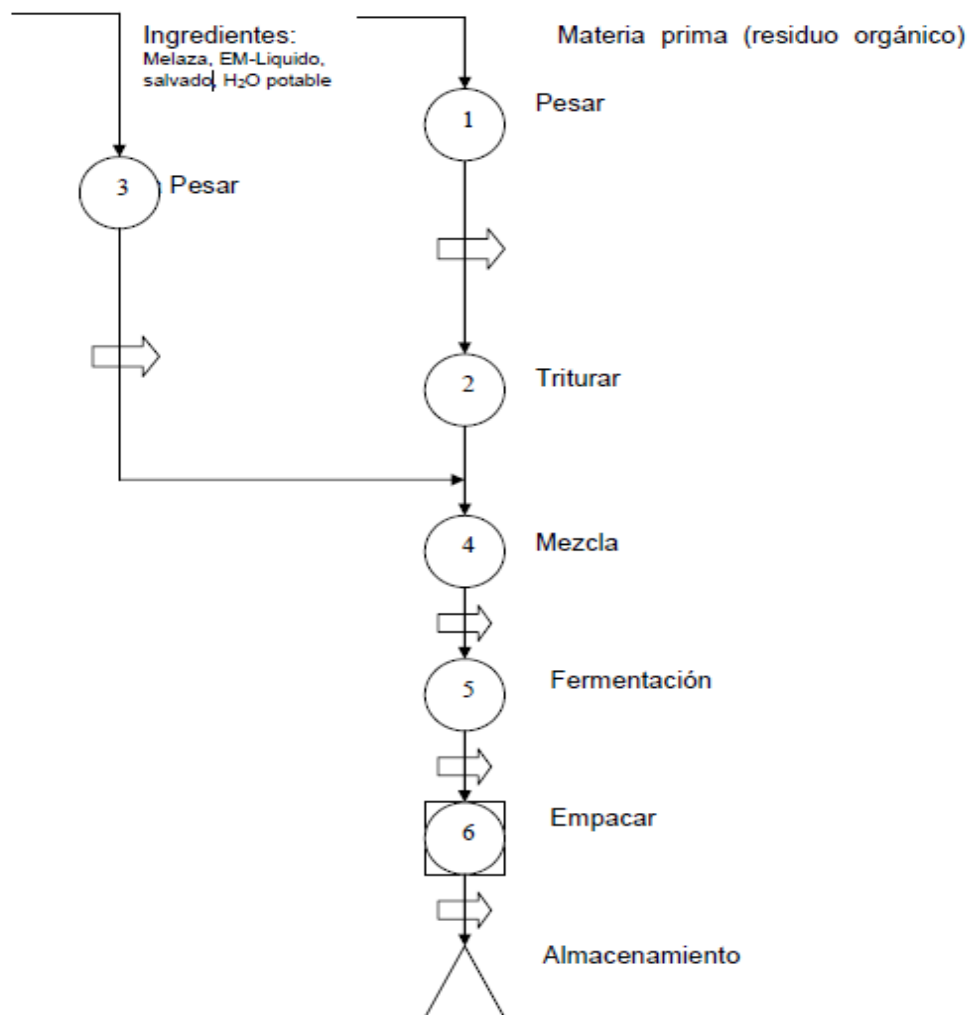 Ingredientes:
Melaza, EM-Liquido,
salvado, H₂O potable
Materia prima (residuo orgánico)
1
Pesar
3
Pesar
2
Triturar
4
Mezcla
5
Fermentación
6
Empacar
Almacenamiento